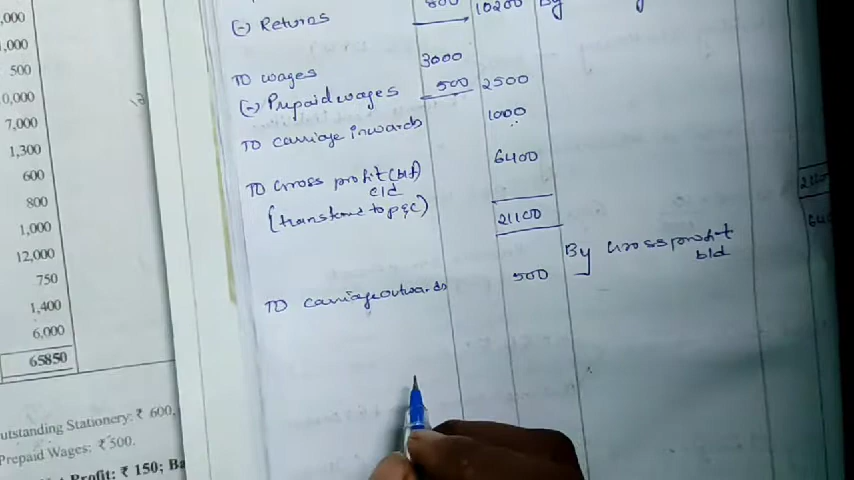 ,000
1,000
500
0,000
7,000
1,300
600
800
1,000
12,000
750
1,400
6,000
65850
utstanding Stationery: ₹ 600,
Prepaid Wages: ₹ 500,
Profit: ₹ 150; Ba
(-) Returns 800 10200 By
TO wages 3000
(-) Prepaid wages 500 2500
TO carriage inwards 1000
TO Gross profit (b/f) 6400
c/d
(transferred to p&c)
21100
By Gross profit
b/d
TO carriage outwards 500